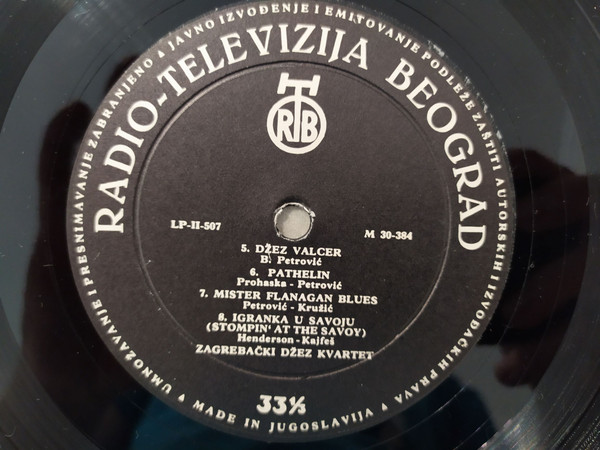 UMNOŽAVANJE I PRESNIMAVANJE ZABRANJENO ▲ JAVNO IZVOĐENJE I EMITOVANJE PODLEŽE ZAŠTITI AUTORSKIH I IZVOĐAČKIH PRAVA ▲
RADIO-TELEVIZIJA BEOGRAD
RTB
LP-II-507
M 30-384
5. DŽEZ VALCER
B. Petrović
6. PATHELIN
Prohaska - Petrović
7. MISTER FLANAGAN BLUES
Petrović - Kružić
8. IGRANKA U SAVOJU
(STOMPIN' AT THE SAVOY)
Henderson - Kajfeš
ZAGREBAČKI DŽEZ KVARTET
33⅓
MADE IN JUGOSLAVIJA